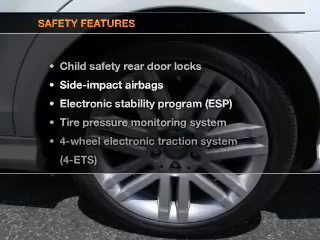 SAFETY FEATURES
• Child safety rear door locks
• Side-impact airbags
• Electronic stability program (ESP)
• Tire pressure monitoring system
• 4-wheel electronic traction system
(4-ETS)